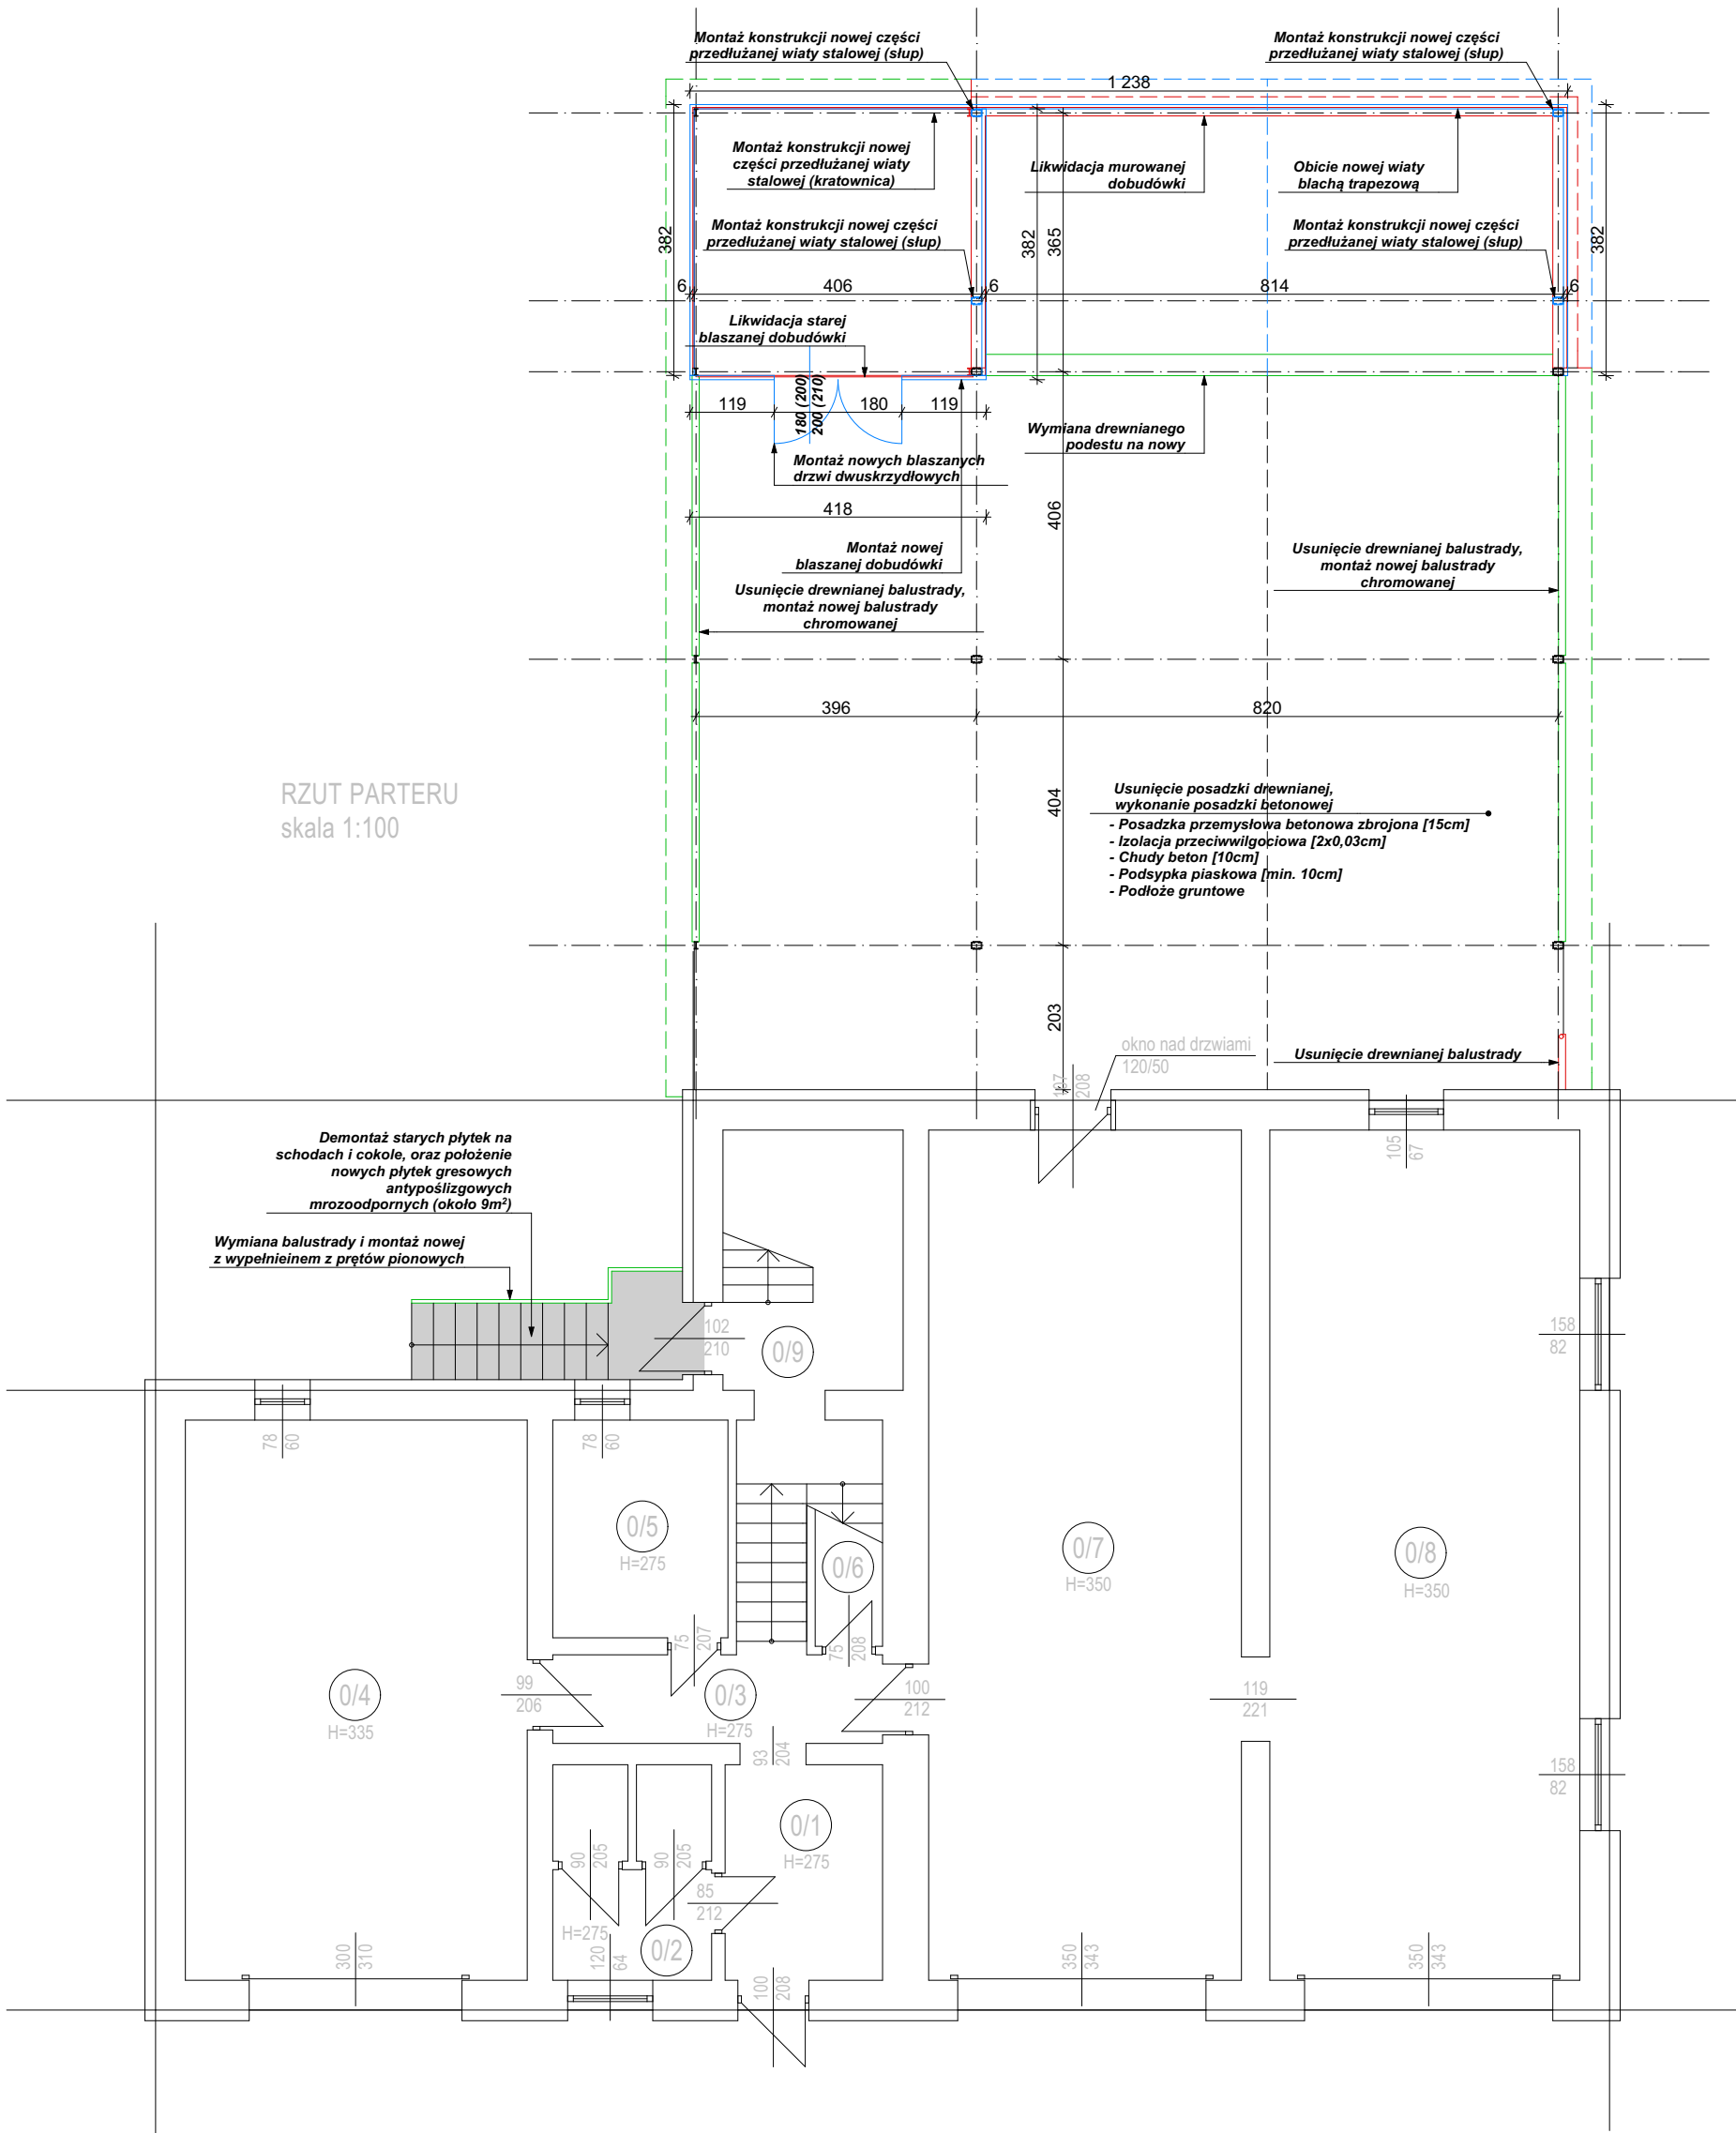 Montaż konstrukcji nowej części
przedłużanej wiaty stalowej (słup)
Montaż konstrukcji nowej części
przedłużanej wiaty stalowej (słup)
1 238
Montaż konstrukcji nowej
części przedłużanej wiaty
stalowej (kratownica)
Likwidacja murowanej
dobudówki
Obicie nowej wiaty
blachą trapezową
Montaż konstrukcji nowej części
przedłużanej wiaty stalowej (słup)
Montaż konstrukcji nowej części
przedłużanej wiaty stalowej (słup)
382
382
365
382
6
406
6
814
6
Likwidacja starej
blaszanej dobudówki
119
180 (200)
200 (210)
180
119
Wymiana drewnianego
podestu na nowy
Montaż nowych blaszanych
drzwi dwuskrzydłowych
418
406
Montaż nowej
blaszanej dobudówki
Usunięcie drewnianej balustrady,
montaż nowej balustrady
chromowanej
Usunięcie drewnianej balustrady,
montaż nowej balustrady
chromowanej
396
820
RZUT PARTERU
skala 1:100
404
Usunięcie posadzki drewnianej,
wykonanie posadzki betonowej
- Posadzka przemysłowa betonowa zbrojona [15cm]
- Izolacja przeciwwilgociowa [2x0,03cm]
- Chudy beton [10cm]
- Podsypka piaskowa [min. 10cm]
- Podłoże gruntowe
203
okno nad drzwiami
120/50
Usunięcie drewnianej balustrady
107
208
105
67
Demontaż starych płytek na
schodach i cokole, oraz położenie
nowych płytek gresowych
antypoślizgowych
mrozoodpornych (około 9m²)
Wymiana balustrady i montaż nowej
z wypełnieinem z prętów pionowych
102
210
0/9
158
82
78
60
78
60
0/5
H=275
0/6
0/7
H=350
0/8
H=350
75
207
75
208
0/4
H=335
99
206
0/3
H=275
100
212
119
221
93
204
158
82
0/1
H=275
90
205
90
205
85
212
H=275
0/2
300
310
120
64
100
208
350
343
350
343